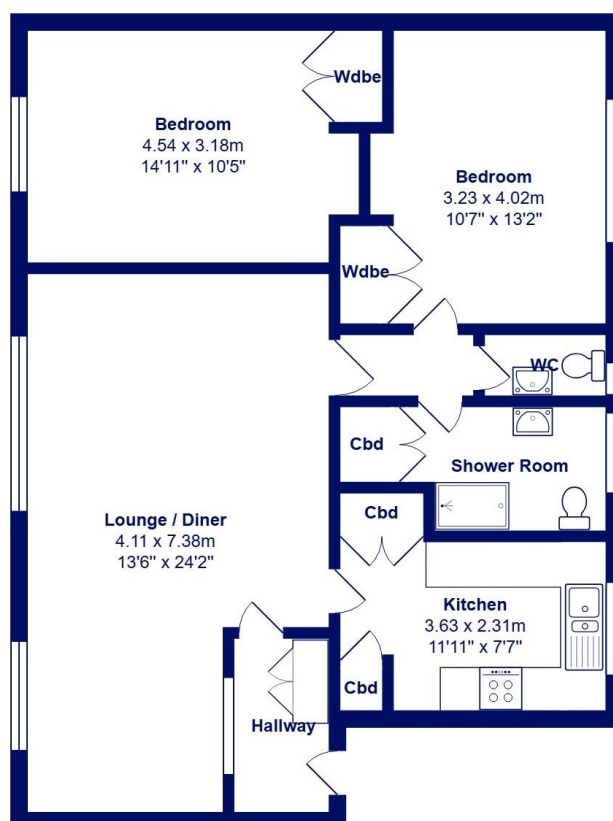 Wdbe
Bedroom
4.54 x 3.18m
14'11" x 10'5"
Bedroom
3.23 x 4.02m
10'7" x 13'2"
Wdbe
WC
Cbd
Shower Room
Cbd
Lounge / Diner
4.11 x 7.38m
13'6" x 24'2"
Kitchen
3.63 x 2.31m
11'11" x 7'7"
Cbd
Hallway